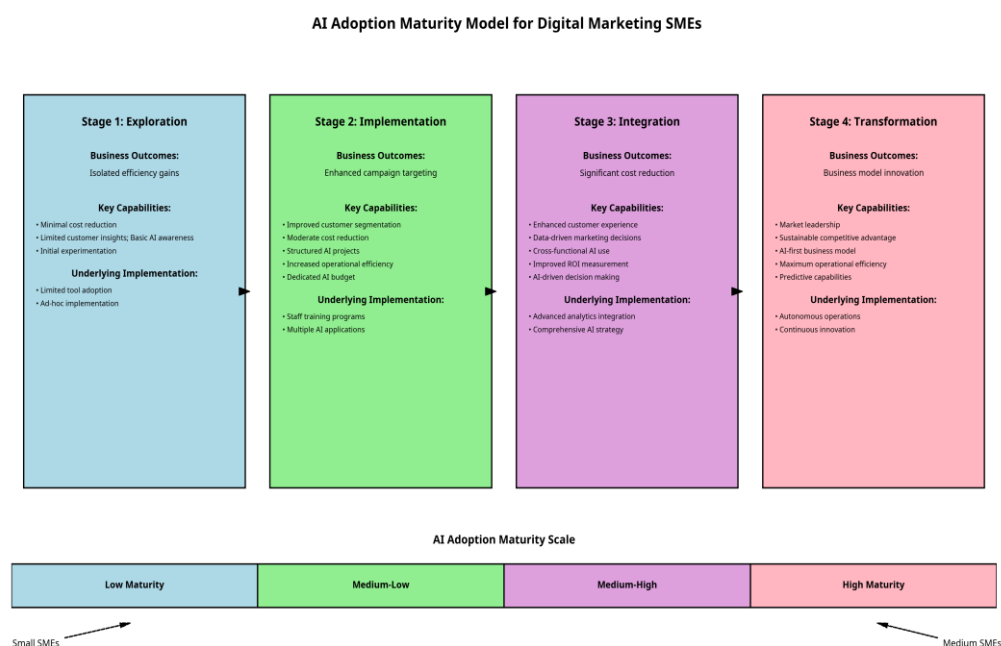 AI Adoption Maturity Model for Digital Marketing SMEs
Stage 1: Exploration
Business Outcomes:
Isolated efficiency gains
Key Capabilities:
• Minimal cost reduction
• Limited customer insights; Basic AI awareness
• Initial experimentation
Underlying Implementation:
• Limited tool adoption
• Ad-hoc implementation
Stage 2: Implementation
Business Outcomes:
Enhanced campaign targeting
Key Capabilities:
• Improved customer segmentation
• Moderate cost reduction
• Structured AI projects
• Increased operational efficiency
• Dedicated AI budget
Underlying Implementation:
• Staff training programs
• Multiple AI applications
Stage 3: Integration
Business Outcomes:
Significant cost reduction
Key Capabilities:
• Enhanced customer experience
• Data-driven marketing decisions
• Cross-functional AI use
• Improved ROI measurement
• AI-driven decision making
Underlying Implementation:
• Advanced analytics integration
• Comprehensive AI strategy
Stage 4: Transformation
Business Outcomes:
Business model innovation
Key Capabilities:
• Market leadership
• Sustainable competitive advantage
• AI-first business model
• Maximum operational efficiency
• Predictive capabilities
Underlying Implementation:
• Autonomous operations
• Continuous innovation
AI Adoption Maturity Scale
Low Maturity
Medium-Low
Medium-High
High Maturity
Small SMEs
Medium SMEs